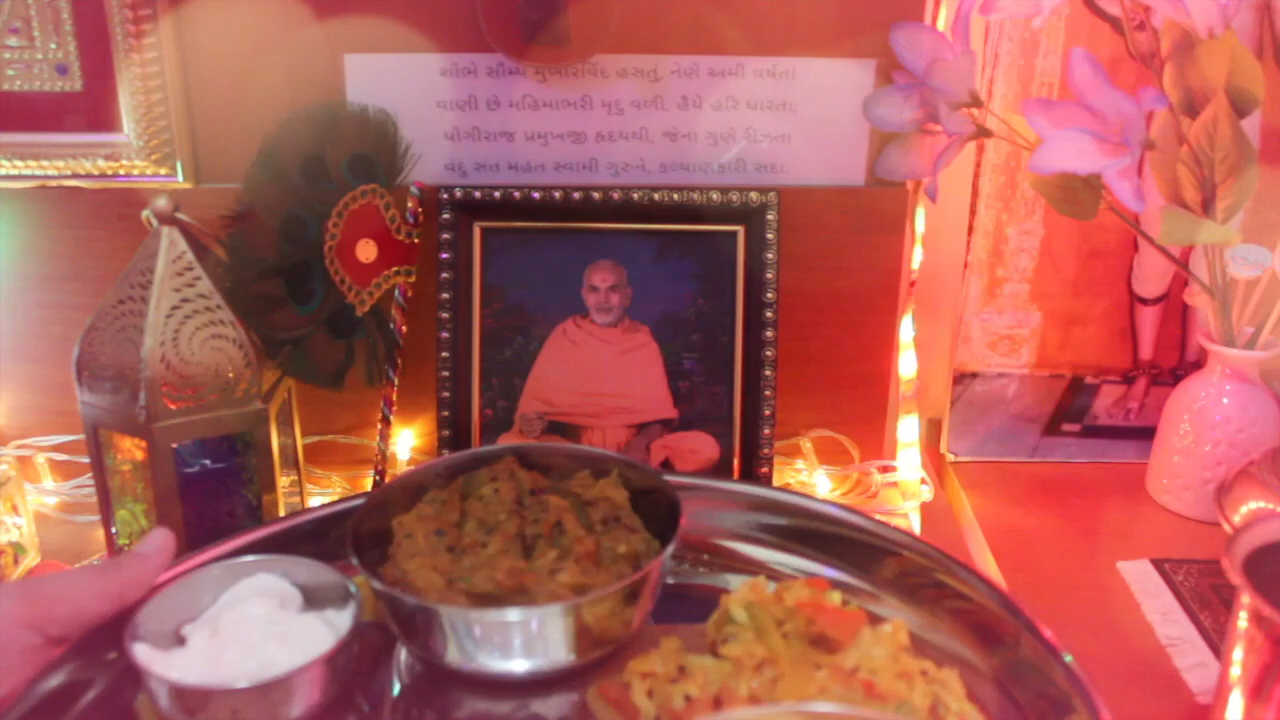 શોભે સૌમ્ય મુખારવિંદ હસતું, નેણે અમી વર્ષતાં
વાણી છે મહિમાભરી મૃદુ વળી, હૈયે હરિ ધારતા;
યોગીરાજ પ્રમુખજી હૃદયથી, જેના ગુણે રીઝતા
વંદુ સંત મહંત સ્વામી ગુરુને, કલ્યાણકારી સદા.